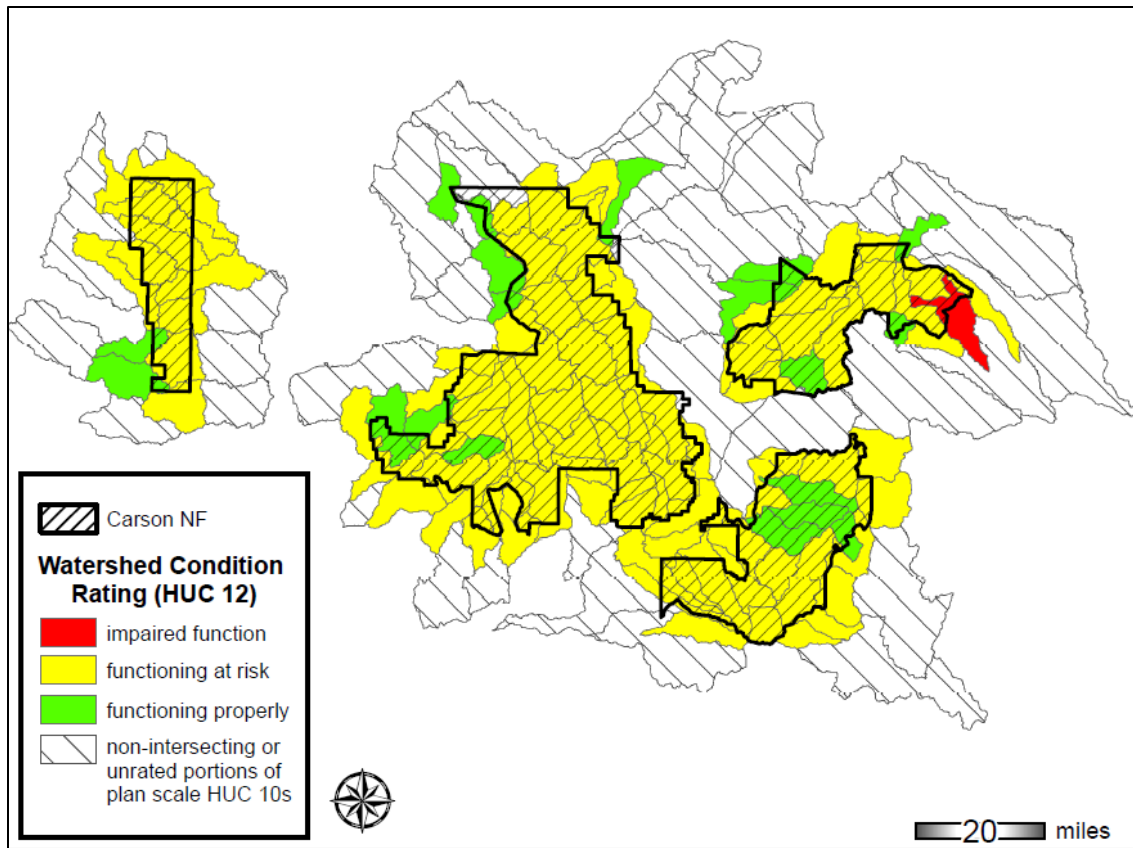 Carson NF
Watershed Condition
Rating (HUC 12)
impaired function
functioning at risk
functioning properly
non-intersecting or
unrated portions of
plan scale HUC 10s
20 miles